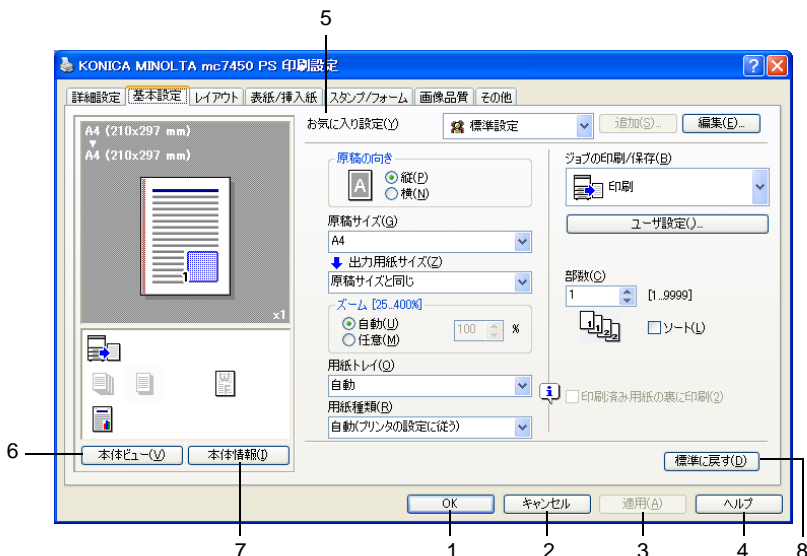 5
KONICA MINOLTA mc7450 PS 印刷設定
詳細設定 基本設定 レイアウト 表紙/挿入紙 スタンプ/フォーム 画像品質 その他
A4 (210x297 mm)
A4 (210x297 mm)
1
x1
お気に入り設定(Y) 標準設定 追加(S)... 編集(E)...
原稿の向き
A
縦(P)
横(N)
原稿サイズ(G)
A4
出力用紙サイズ(Z)
原稿サイズと同じ
ズーム [25..400%]
自動(U)
任意(M)
100 %
用紙トレイ(O)
自動
用紙種類(R)
自動(プリンタの設定に従う)
ジョブの印刷/保存(B)
印刷
ユーザ設定()...
部数(C)
1 [1..9999]
1 1 2 2
ソート(L)
印刷済み用紙の裏に印刷(2)
W
F
6 本体ビュー(V) 本体情報(I)
標準に戻す(D)
OK キャンセル 適用(A) ヘルプ
7 1 2 3 4 8